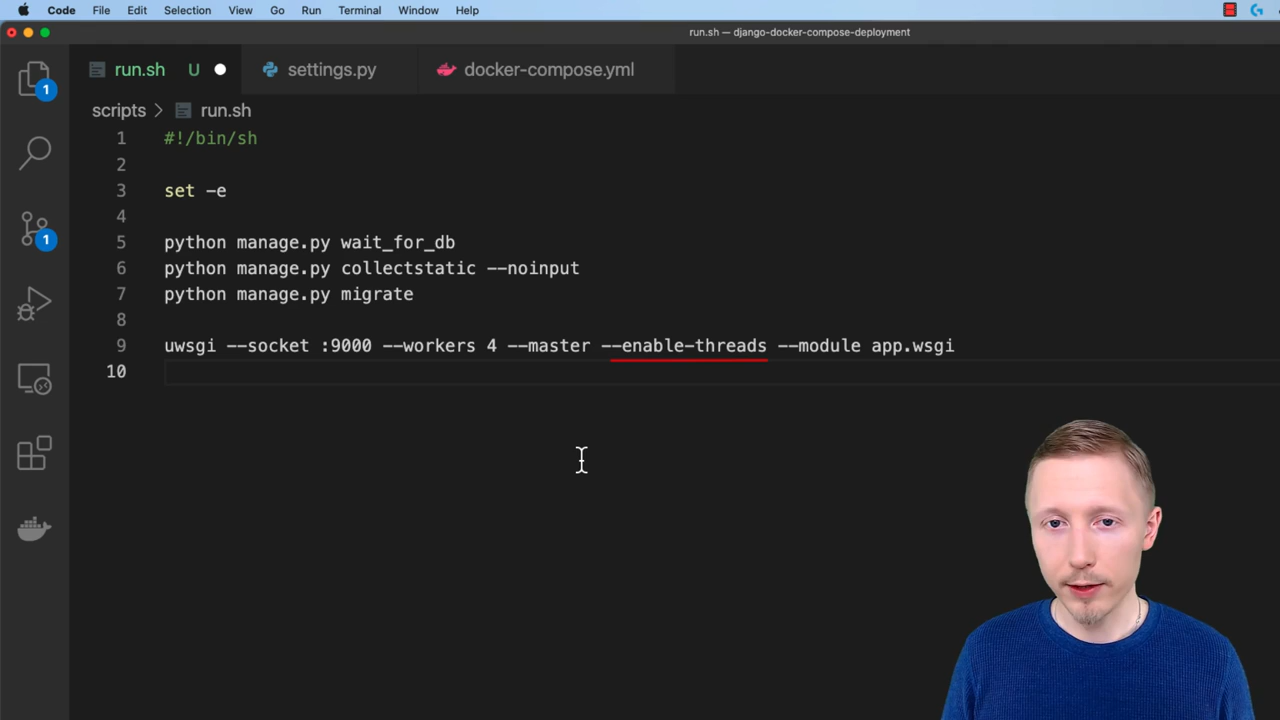 Code File Edit Selection View Go Run Terminal Window Help
run.sh — django-docker-compose-deployment
run.sh U settings.py docker-compose.yml
1
scripts > run.sh
1 #!/bin/sh
2
3 set -e
4
5 python manage.py wait_for_db
6 python manage.py collectstatic --noinput
7 python manage.py migrate
8
9 uwsgi --socket :9000 --workers 4 --master --enable-threads --module app.wsgi
10
1